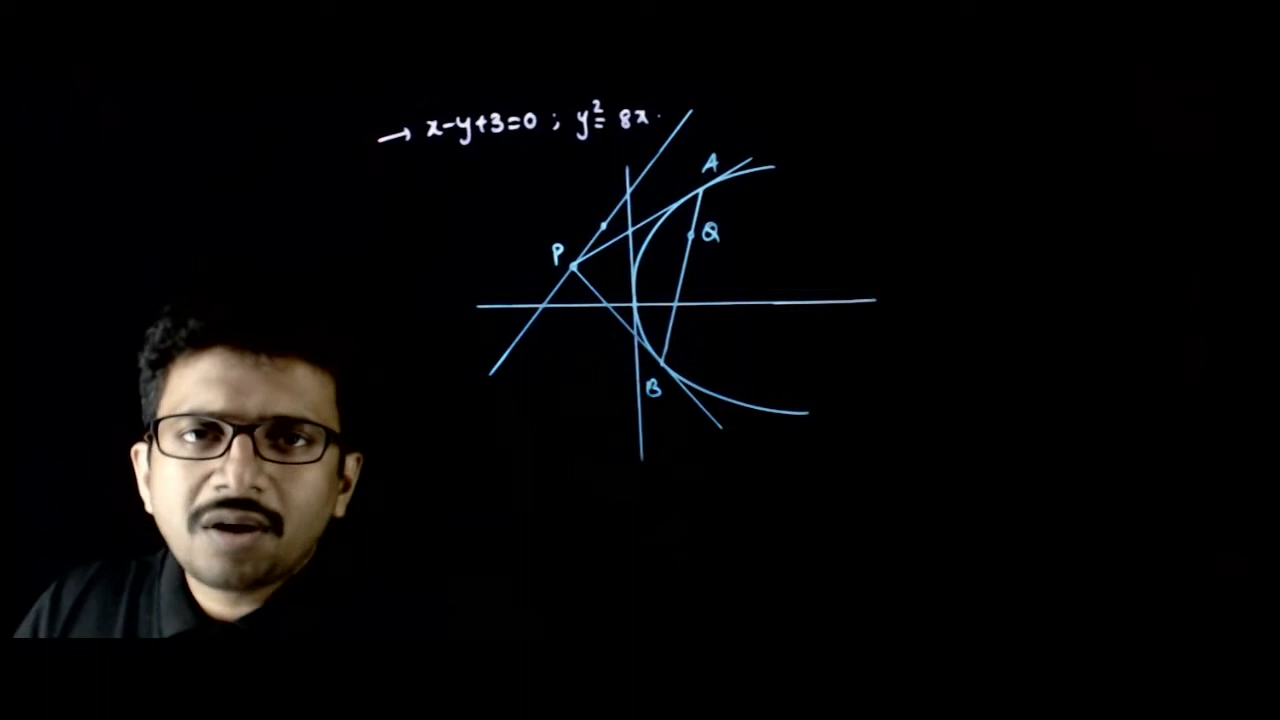 → x-y+3=0 ; y²= 8x.
A
P
Q
B